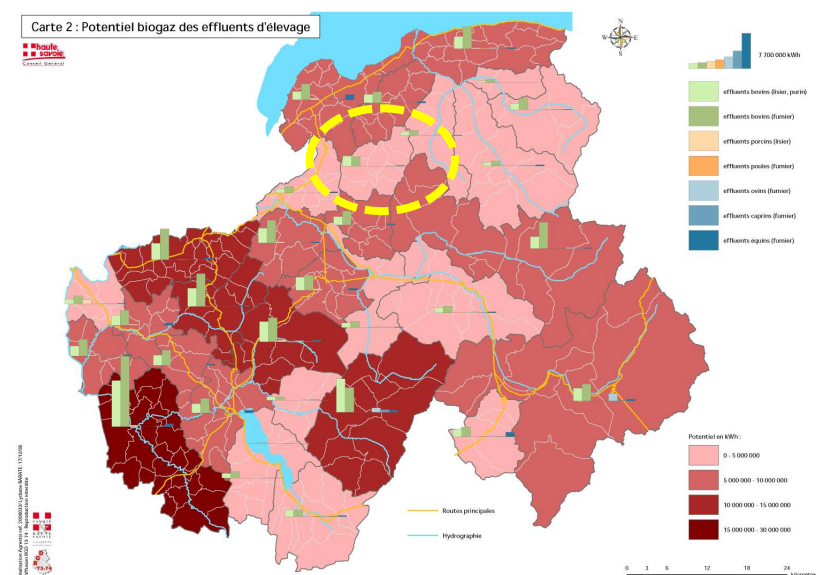 Carte 2 : Potentiel biogaz des effluents d'élevage
haute
savoie
Conseil Général
N
W E
S
7 700 000 kWh
effluents bovins (lisier, purin)
effluents bovins (fumier)
effluents porcins (lisier)
effluents poules (fumier)
effluents ovins (fumier)
effluents caprins (fumier)
effluents équins (fumier)
Potentiel en kWh :
0 - 5 000 000
5 000 000 - 10 000 000
10 000 000 - 15 000 000
15 000 000 - 30 000 000
Routes principales
Hydrographie
0 3 6 12 18 24
73-74